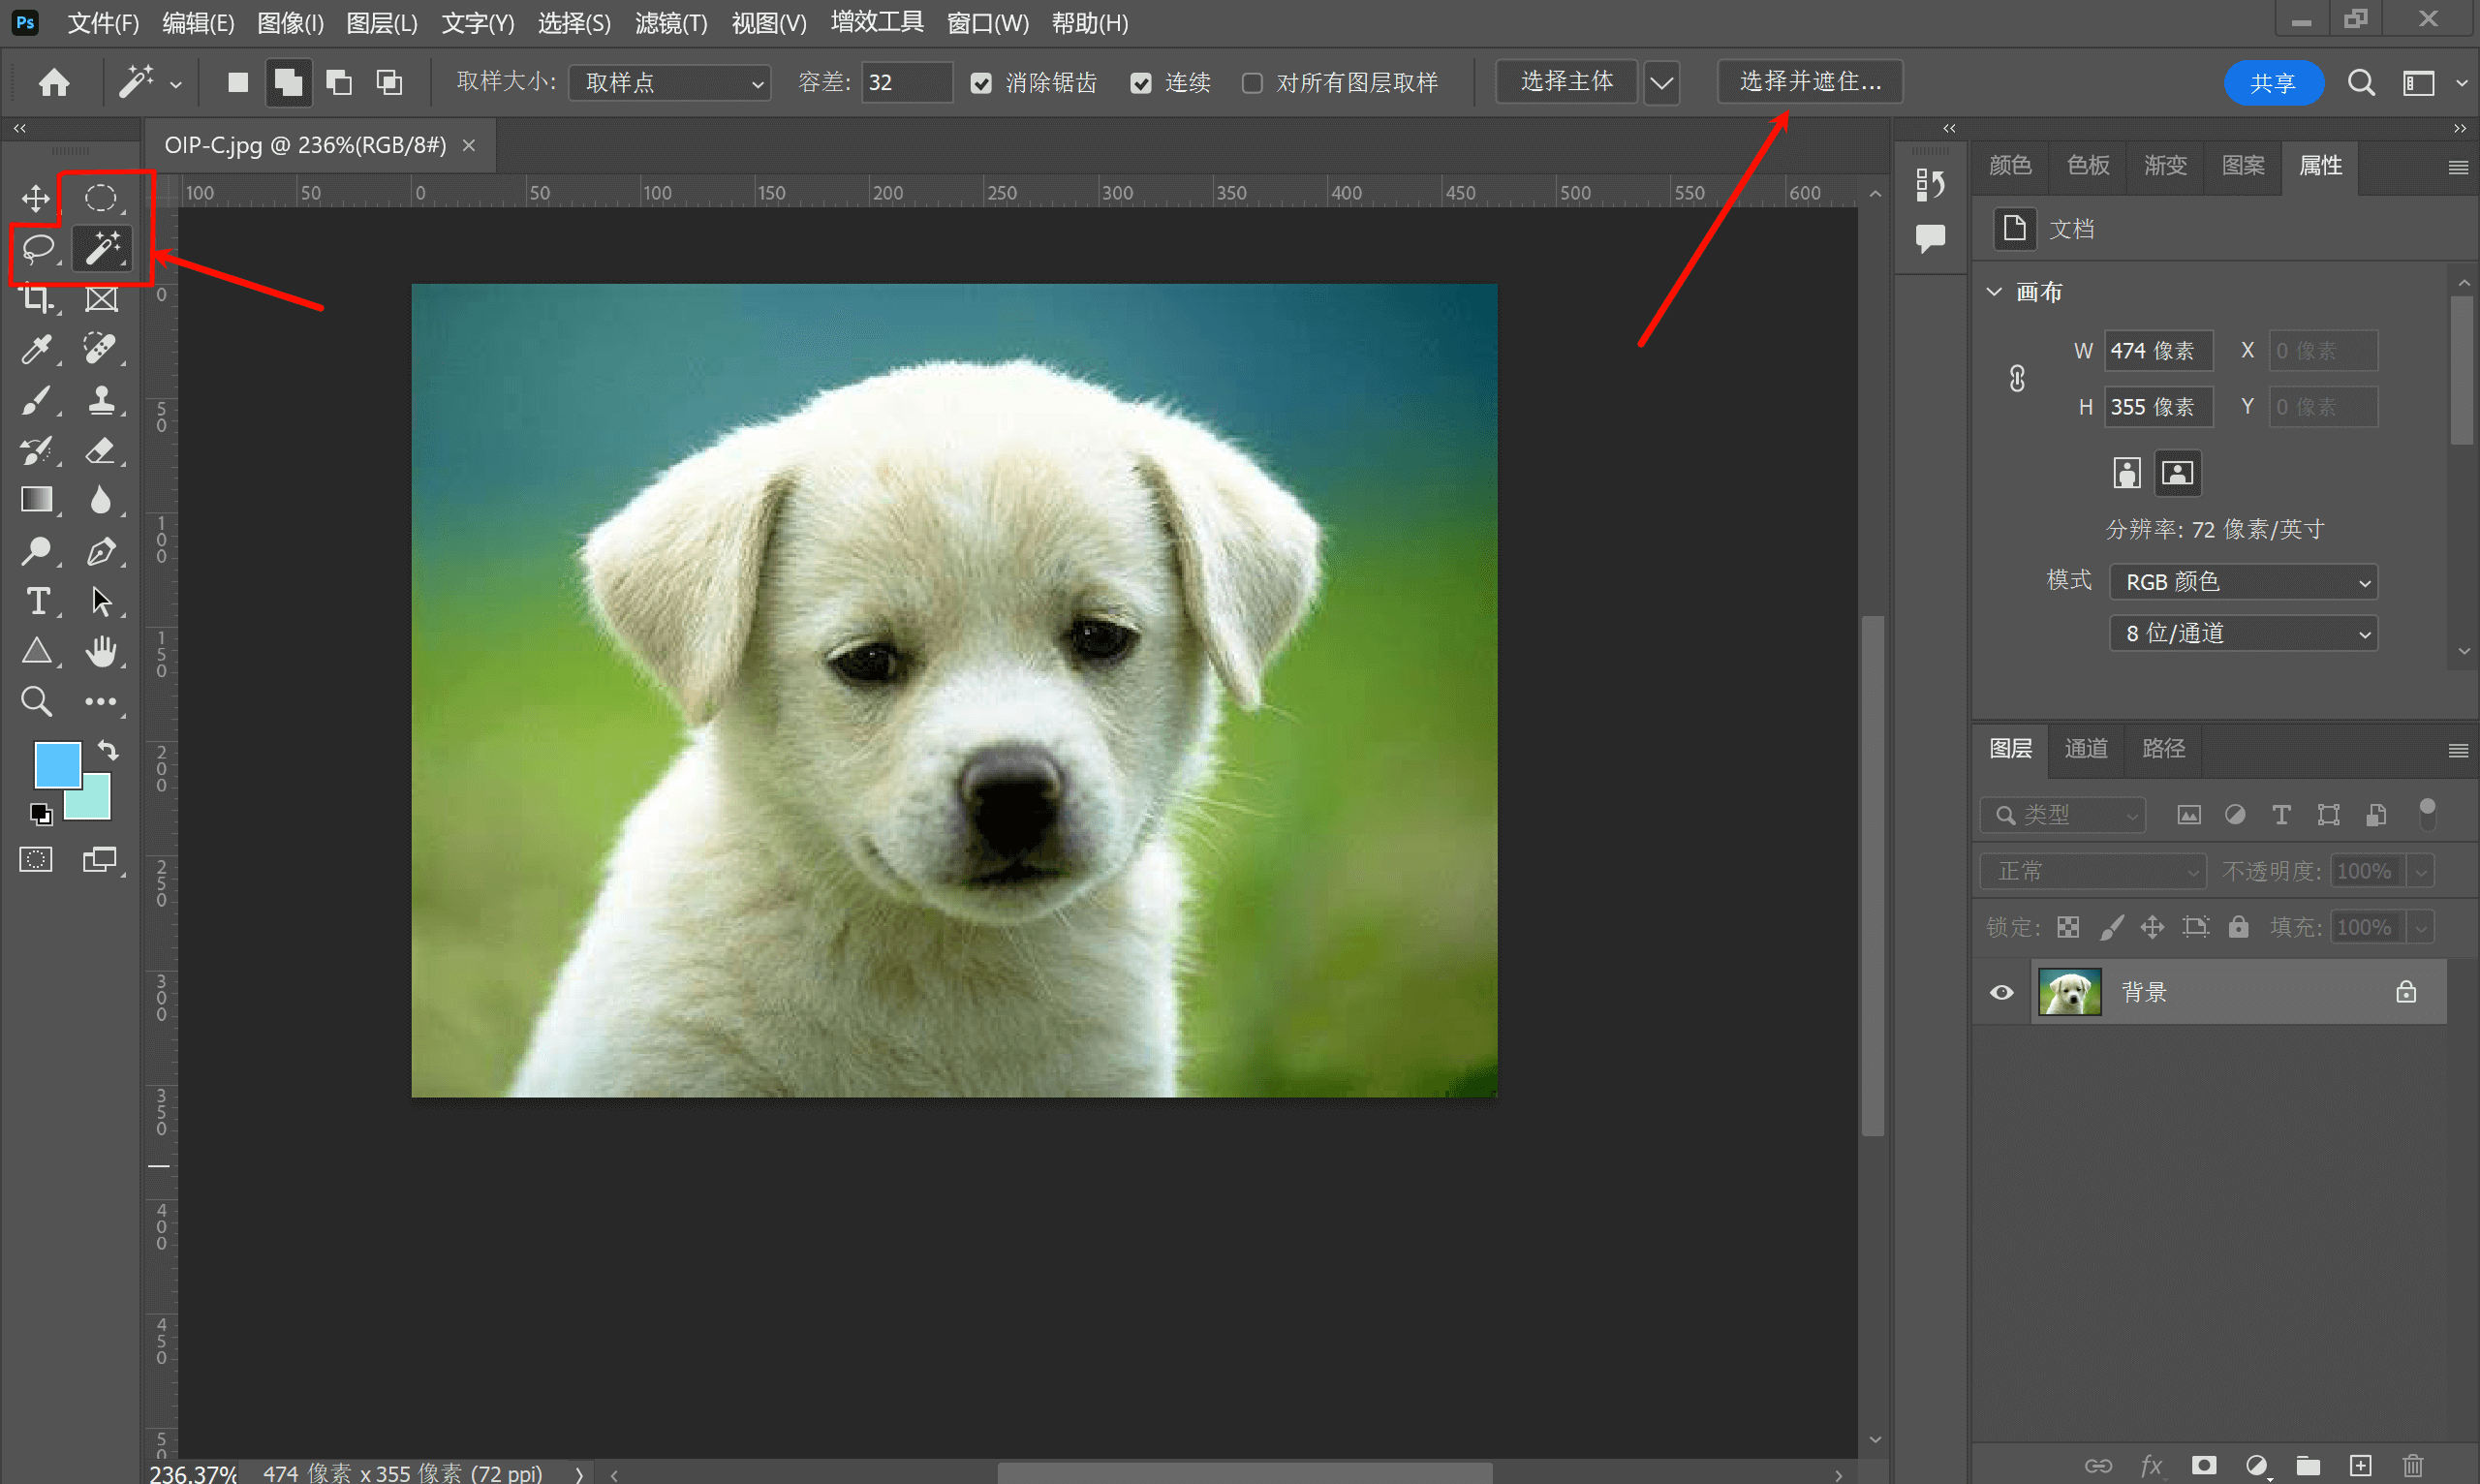 Ps 文件(F) 编辑(E) 图像(I) 图层(L) 文字(Y) 选择(S) 滤镜(T) 视图(V) 增效工具 窗口(W) 帮助(H)
取样大小: 取样点 容差: 32 消除锯齿 连续 对所有图层取样 选择主体 选择并遮住... 共享
OIP-C.jpg @ 236%(RGB/8#)
100 50 0 50 100 150 200 250 300 350 400 450 500 550 600
0
50
100
150
200
250
300
350
400
450
50
颜色 色板 渐变 图案 属性
文档
画布
W 474 像素 X 0 像素
H 355 像素 Y 0 像素
分辨率: 72 像素/英寸
模式 RGB 颜色
8 位/通道
图层 通道 路径
类型
正常 不透明度: 100%
锁定: 填充: 100%
背景
fx
236.37% 474 像素 x 355 像素 (72 ppi)